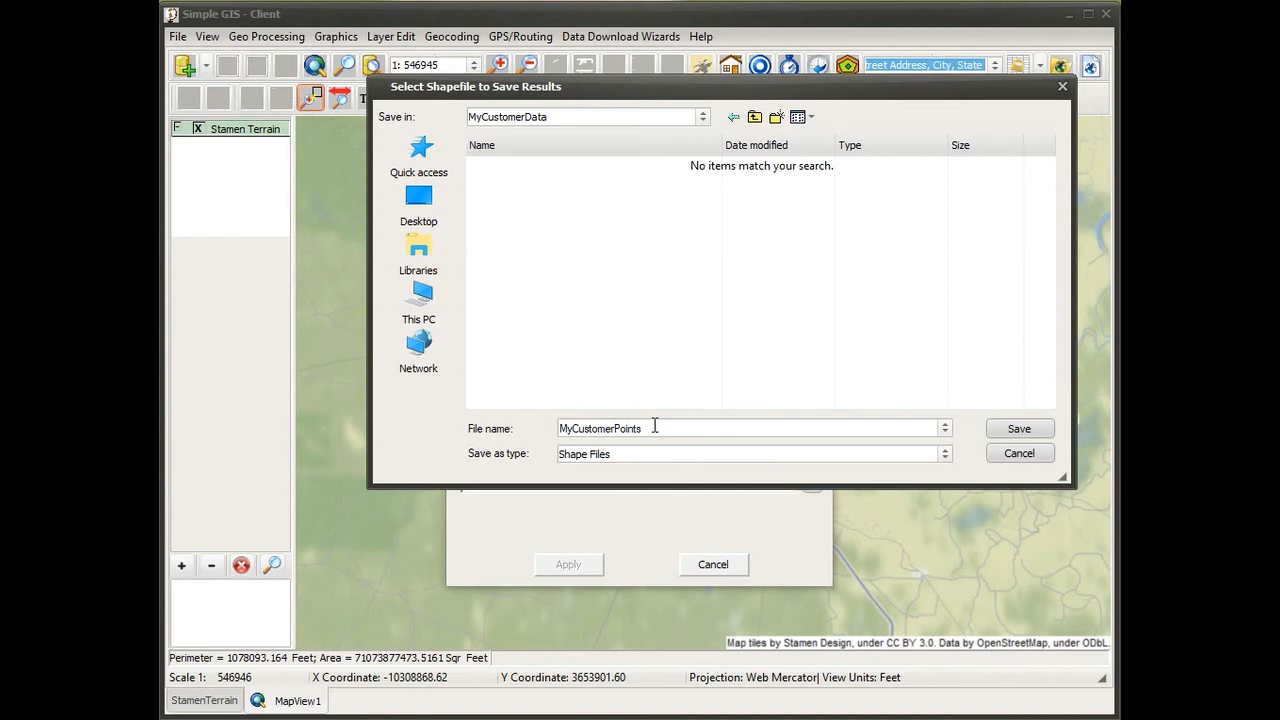 Simple GIS - Client
File View Geo Processing Graphics Layer Edit Geocoding GPS/Routing Data Download Wizards Help
1: 546945
treet Address, City, State
Select Shapefile to Save Results
Save in: MyCustomerData
F X Stamen Terrain
Name Date modified Type Size
No items match your search.
Quick access
Desktop
Libraries
This PC
Network
File name: MyCustomerPoints Save
Save as type: Shape Files Cancel
Apply Cancel
Map tiles by Stamen Design, under CC BY 3.0. Data by OpenStreetMap, under ODbL.
Perimeter = 1078093.164 Feet; Area = 71073877473.5161 Sqr Feet
Scale 1: 546946 X Coordinate: -10308868.62 Y Coordinate: 3653901.60 Projection: Web Mercator| View Units: Feet
StamenTerrain MapView1